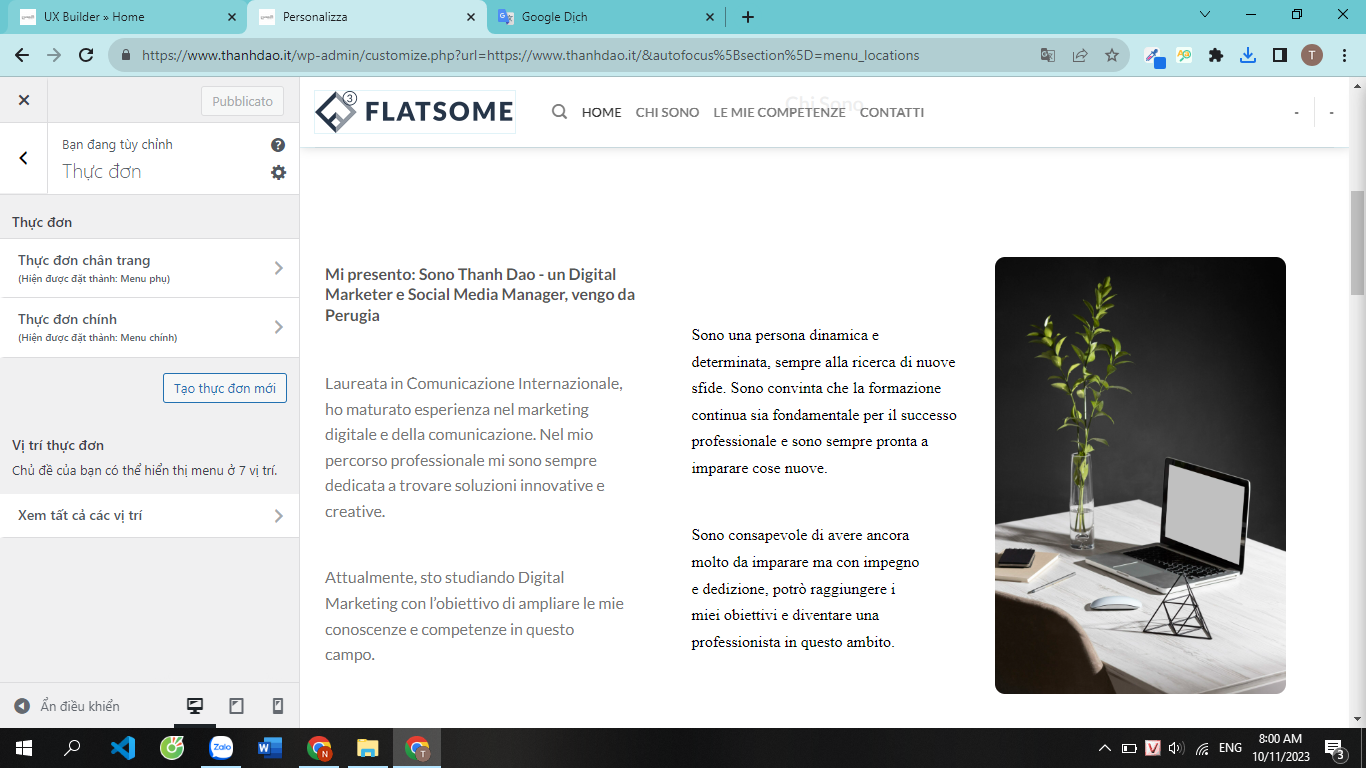 UX Builder » Home
Personalizza
Google Dịch
https://www.thanhdao.it/wp-admin/customize.php?url=https://www.thanhdao.it/&autofocus%5Bsection%5D=menu_locations
T
Pubblicato
Bạn đang tùy chỉnh
Thực đơn
Thực đơn
Thực đơn chân trang
(Hiện được đặt thành: Menu phụ)
Thực đơn chính
(Hiện được đặt thành: Menu chính)
Tạo thực đơn mới
Vị trí thực đơn
Chủ đề của bạn có thể hiển thị menu ở 7 vị trí.
Xem tất cả các vị trí
Ẩn điều khiển
3
FLATSOME
HOME CHI SONO LE MIE COMPETENZE CONTATTI - -
Chi Sono
Mi presento: Sono Thanh Dao - un Digital
Marketer e Social Media Manager, vengo da
Perugia
Laureata in Comunicazione Internazionale,
ho maturato esperienza nel marketing
digitale e della comunicazione. Nel mio
percorso professionale mi sono sempre
dedicata a trovare soluzioni innovative e
creative.
Attualmente, sto studiando Digital
Marketing con l'obiettivo di ampliare le mie
conoscenze e competenze in questo
campo.
Sono una persona dinamica e
determinata, sempre alla ricerca di nuove
sfide. Sono convinta che la formazione
continua sia fondamentale per il successo
professionale e sono sempre pronta a
imparare cose nuove.
Sono consapevole di avere ancora
molto da imparare ma con impegno
e dedizione, potrò raggiungere i
miei obiettivi e diventare una
professionista in questo ambito.
Zalo
N
T
V
ENG
8:00 AM
10/11/2023
3